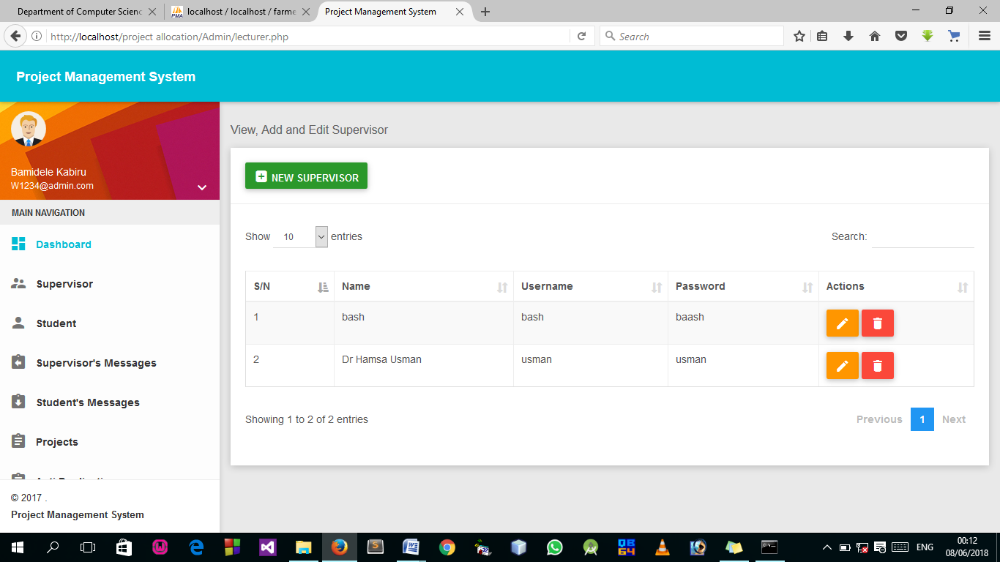 Department of Computer Scienc
localhost / localhost / farme
Project Management System
http://localhost/project allocation/Admin/lecturer.php
Search
Project Management System
Bamidele Kabiru
W1234@admin.com
MAIN NAVIGATION
Dashboard
Supervisor
Student
Supervisor's Messages
Student's Messages
Projects
© 2017 .
Project Management System
View, Add and Edit Supervisor
NEW SUPERVISOR
Show 10 entries
Search:
S/N Name Username Password Actions
1 bash bash baash
2 Dr Hamsa Usman usman usman
Showing 1 to 2 of 2 entries
Previous 1 Next
ENG
00:12
08/06/2018